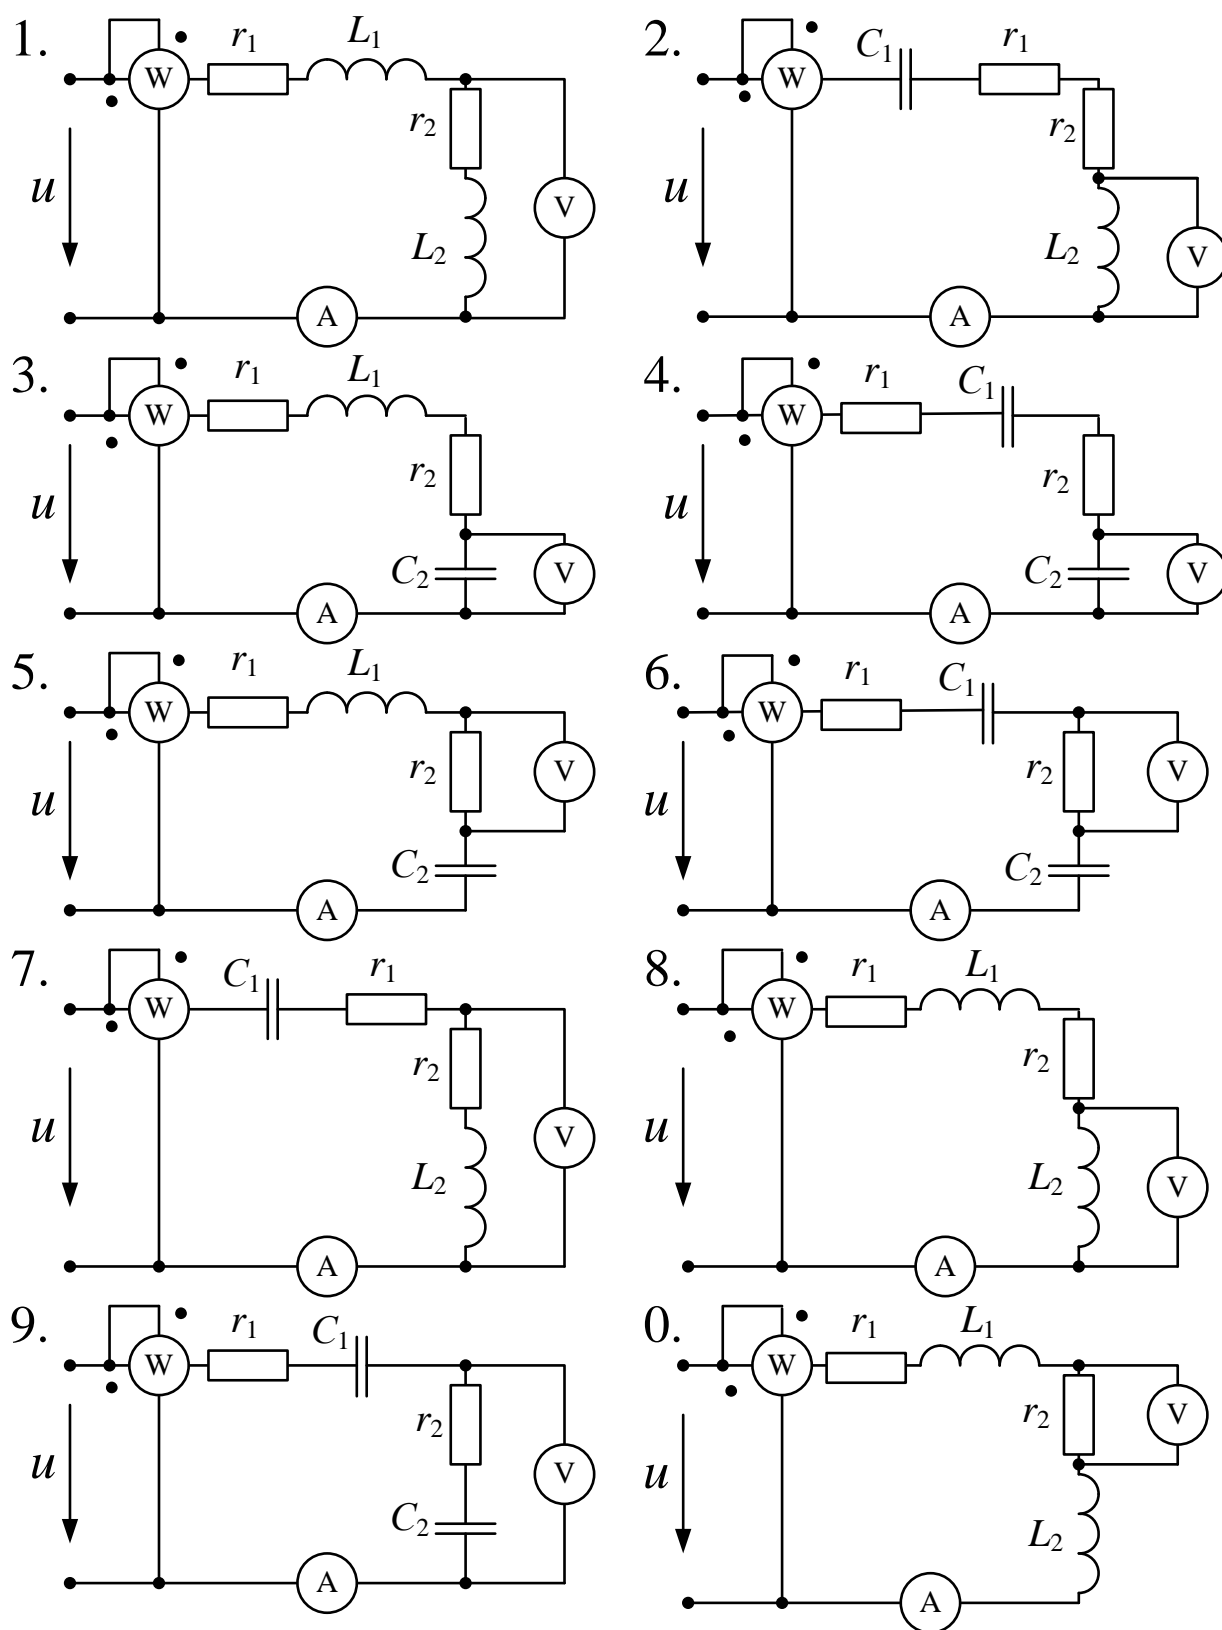 1. W r1 L1 r2 L2 V A u
2. W C1 r1 r2 L2 V A u
3. W r1 L1 r2 C2 V A u
4. W r1 C1 r2 C2 V A u
5. W r1 L1 r2 V C2 A u
6. W r1 C1 r2 V C2 A u
7. W C1 r1 r2 L2 V A u
8. W r1 L1 r2 L2 V A u
9. W r1 C1 r2 C2 V A u
0. W r1 L1 r2 V L2 A u